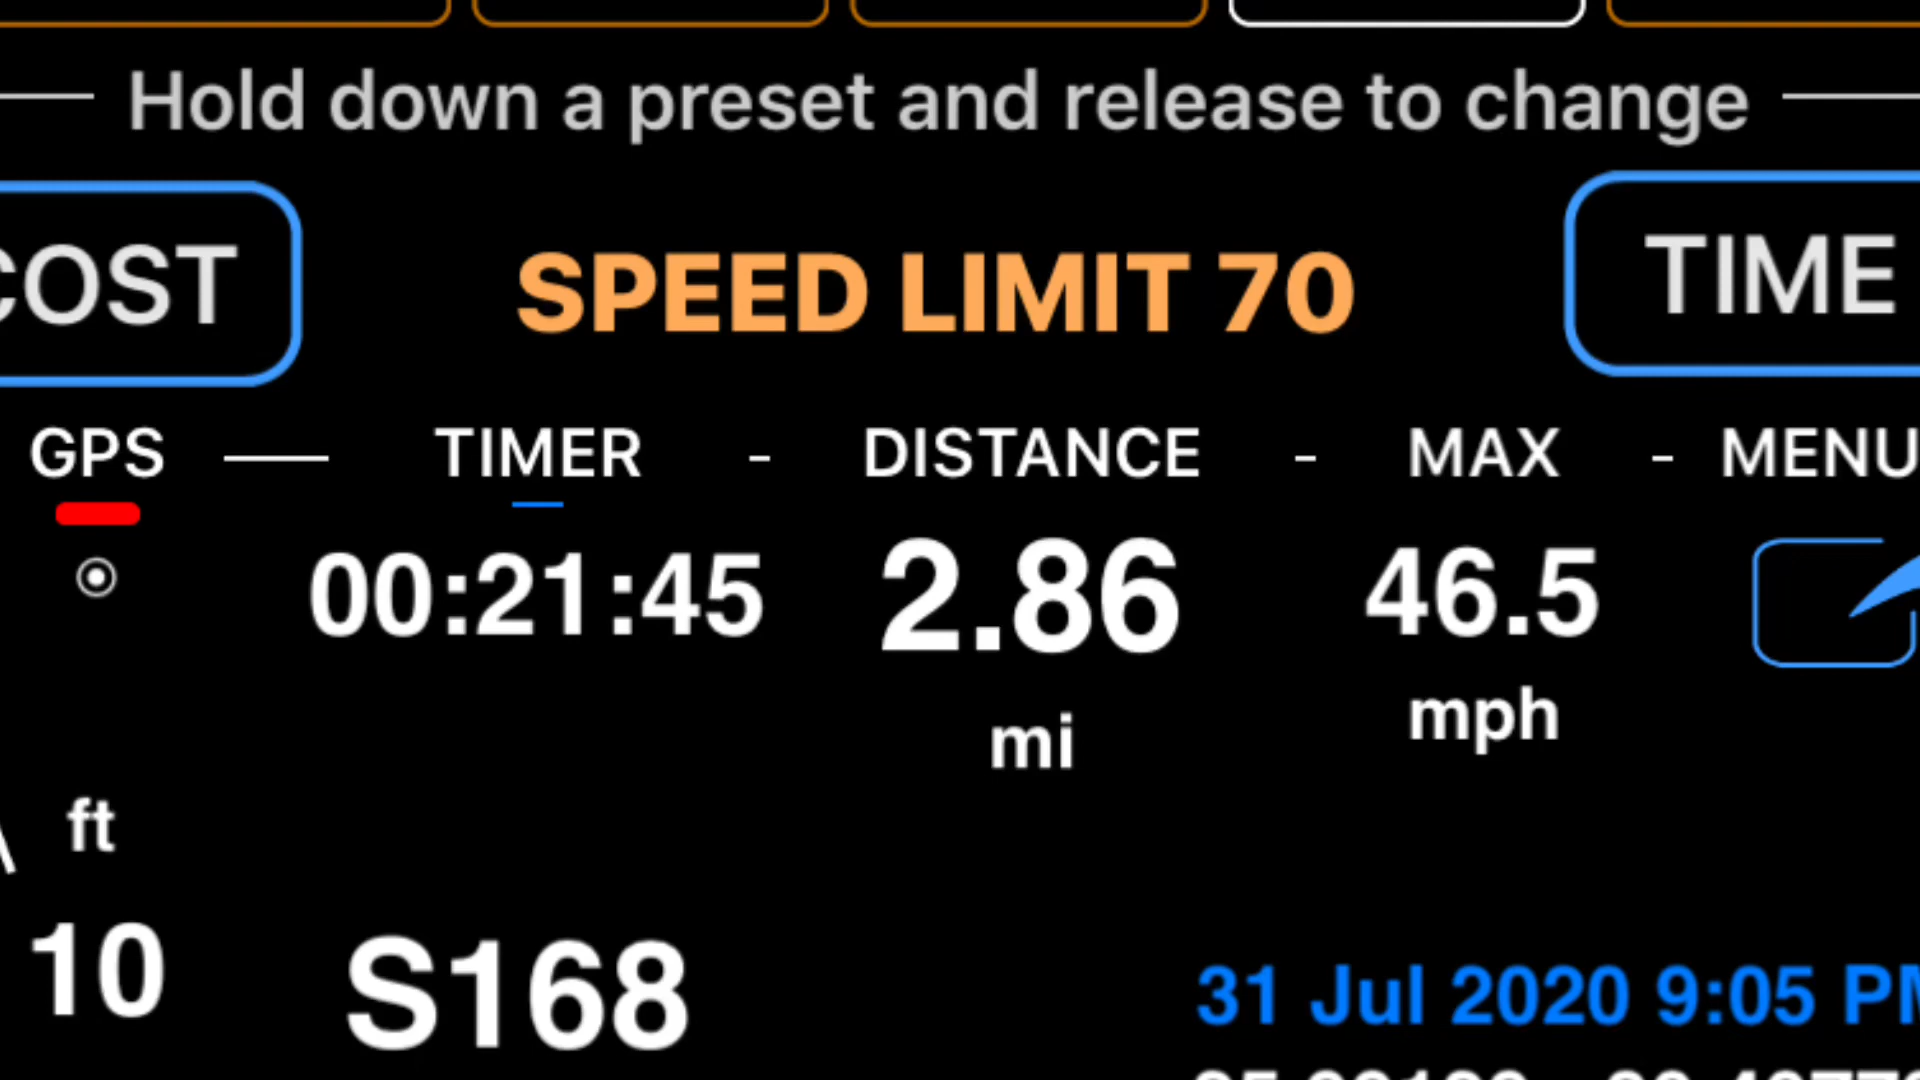 Hold down a preset and release to change
COST SPEED LIMIT 70 TIME
GPS — TIMER - DISTANCE - MAX - MENU
00:21:45 2.86 46.5
mi mph
ft
10 S168 31 Jul 2020 9:05 PM